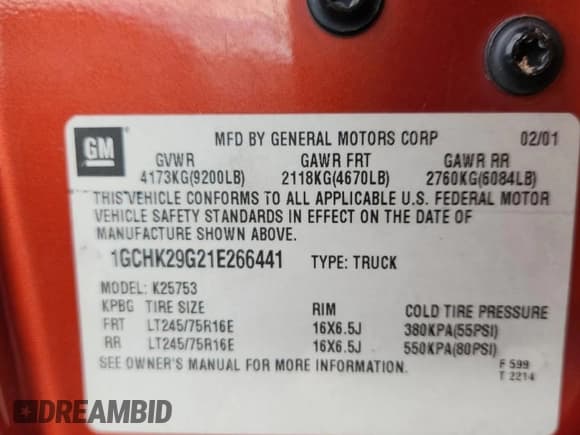 GM
MFD BY GENERAL MOTORS CORP 02/01
GVWR GAWR FRT GAWR RR
4173KG(9200LB) 2118KG(4670LB) 2760KG(6084LB)
THIS VEHICLE CONFORMS TO ALL APPLICABLE U.S. FEDERAL MOTOR
VEHICLE SAFETY STANDARDS IN EFFECT ON THE DATE OF
MANUFACTURE SHOWN ABOVE.
1GCHK29G21E266441 TYPE: TRUCK
MODEL: K25753
KPBG TIRE SIZE RIM COLD TIRE PRESSURE
FRT LT245/75R16E 16X6.5J 380KPA(55PSI)
RR LT245/75R16E 16X6.5J 550KPA(80PSI)
SEE OWNER'S MANUAL FOR MORE INFORMATION. F 599
T 2214
DREAMBID